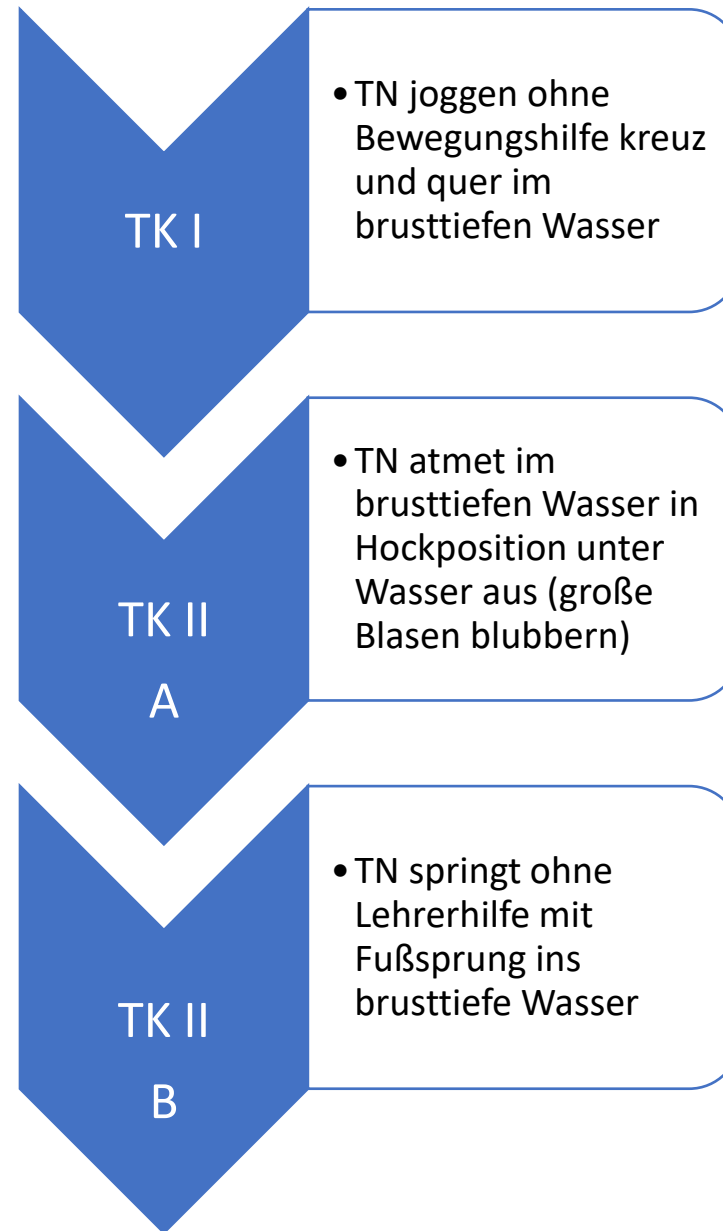 TK I
• TN joggen ohne
Bewegungshilfe kreuz
und quer im
brusttiefen Wasser
TK II
A
• TN atmet im
brusttiefen Wasser in
Hockposition unter
Wasser aus (große
Blasen blubbern)
TK II
B
• TN springt ohne
Lehrerhilfe mit
Fußsprung ins
brusttiefe Wasser